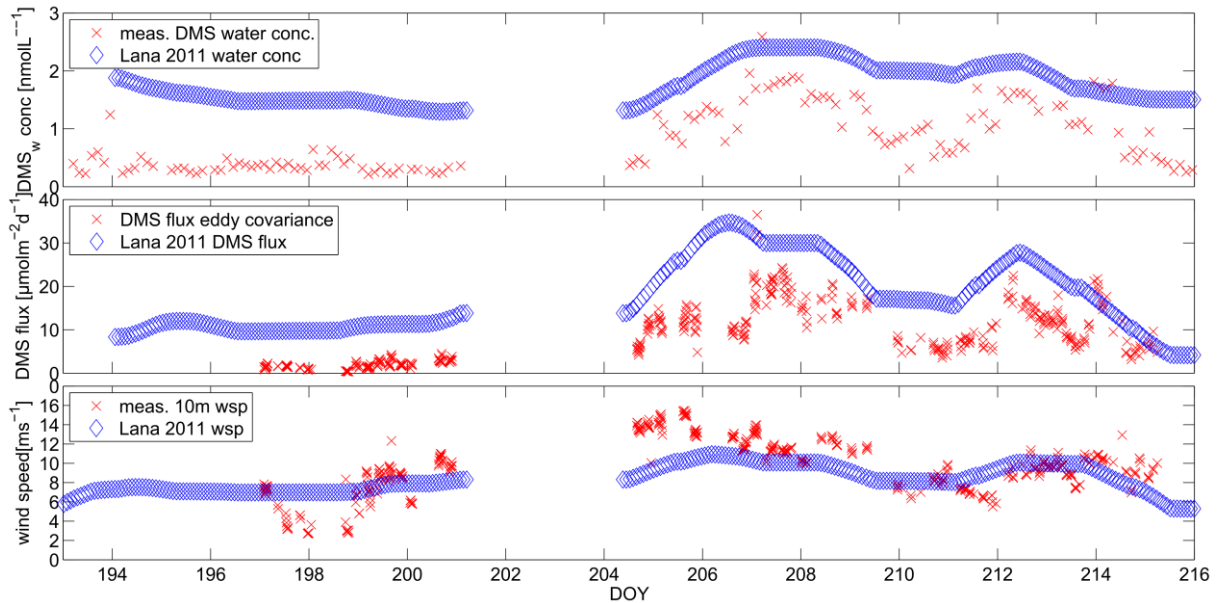 DMS_w conc [nmolL⁻¯¹]
3
2
1
0
× meas. DMS water conc.
◇ Lana 2011 water conc
DMS flux [µmolm⁻²d⁻¹]
40
30
20
10
0
× DMS flux eddy covariance
◇ Lana 2011 DMS flux
wind speed[ms⁻¹]
0
16
14
12
10
8
6
4
2
0
× meas. 10m wsp
◇ Lana 2011 wsp
194 196 198 200 202 204 206 208 210 212 214 216
DOY